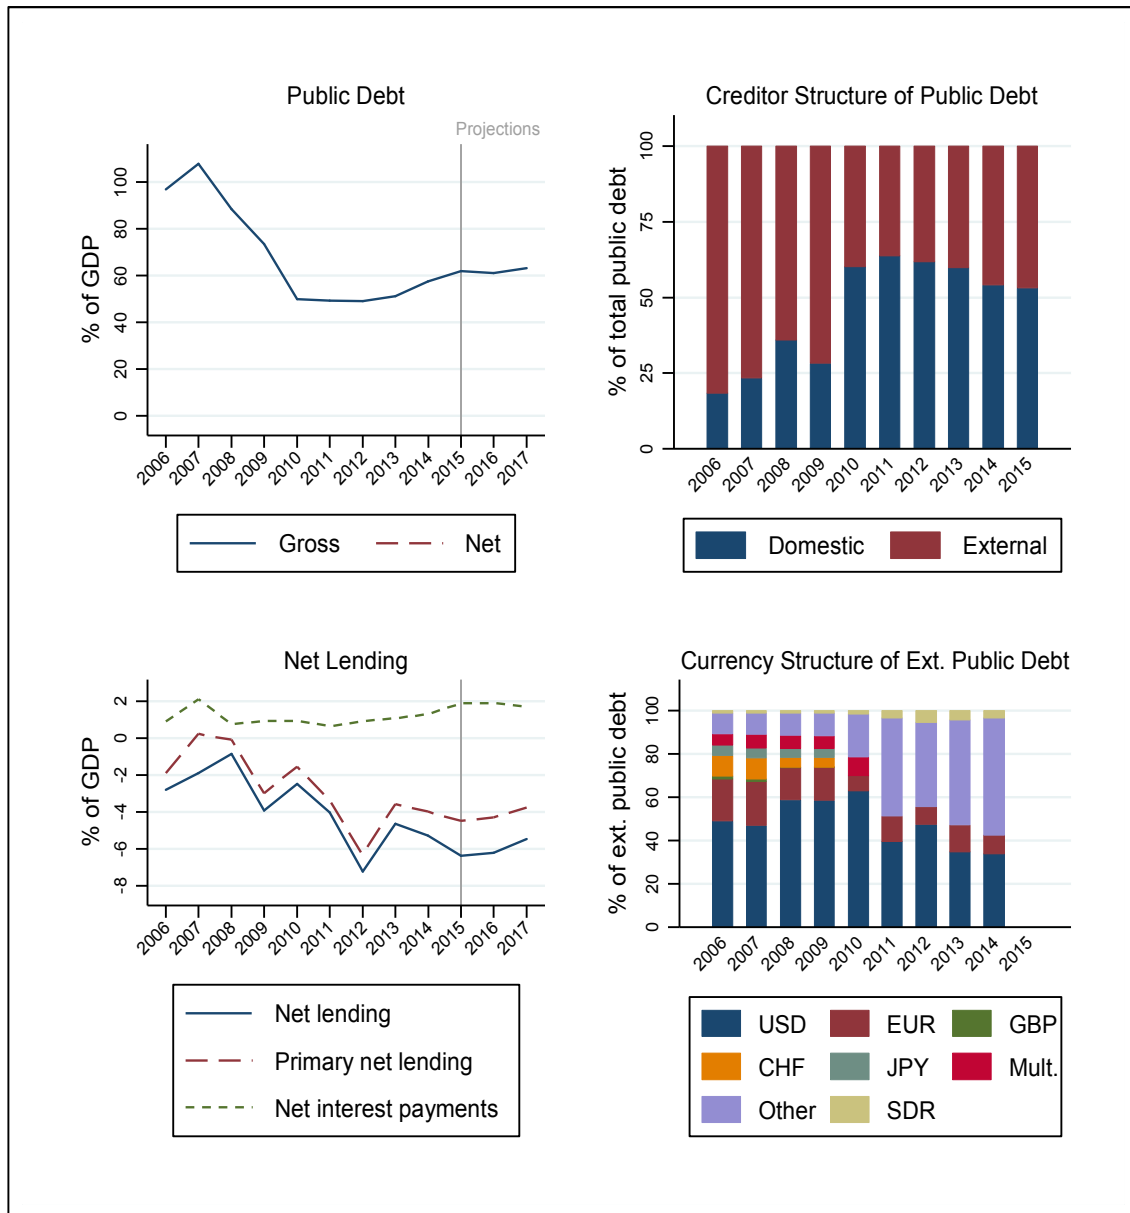 Public Debt
Projections
% of GDP
100
80
60
40
20
0
2006 2007 2008 2009 2010 2011 2012 2013 2014 2015 2016 2017
Gross Net
Creditor Structure of Public Debt
% of total public debt
100
75
50
25
0
2006 2007 2008 2009 2010 2011 2012 2013 2014 2015
Domestic External
Net Lending
% of GDP
2
0
-2
-4
-6
-8
2006 2007 2008 2009 2010 2011 2012 2013 2014 2015 2016 2017
Net lending
Primary net lending
Net interest payments
Currency Structure of Ext. Public Debt
% of ext. public debt
100
80
60
40
20
0
2006 2007 2008 2009 2010 2011 2012 2013 2014 2015
USD EUR GBP
CHF JPY Mult.
Other SDR